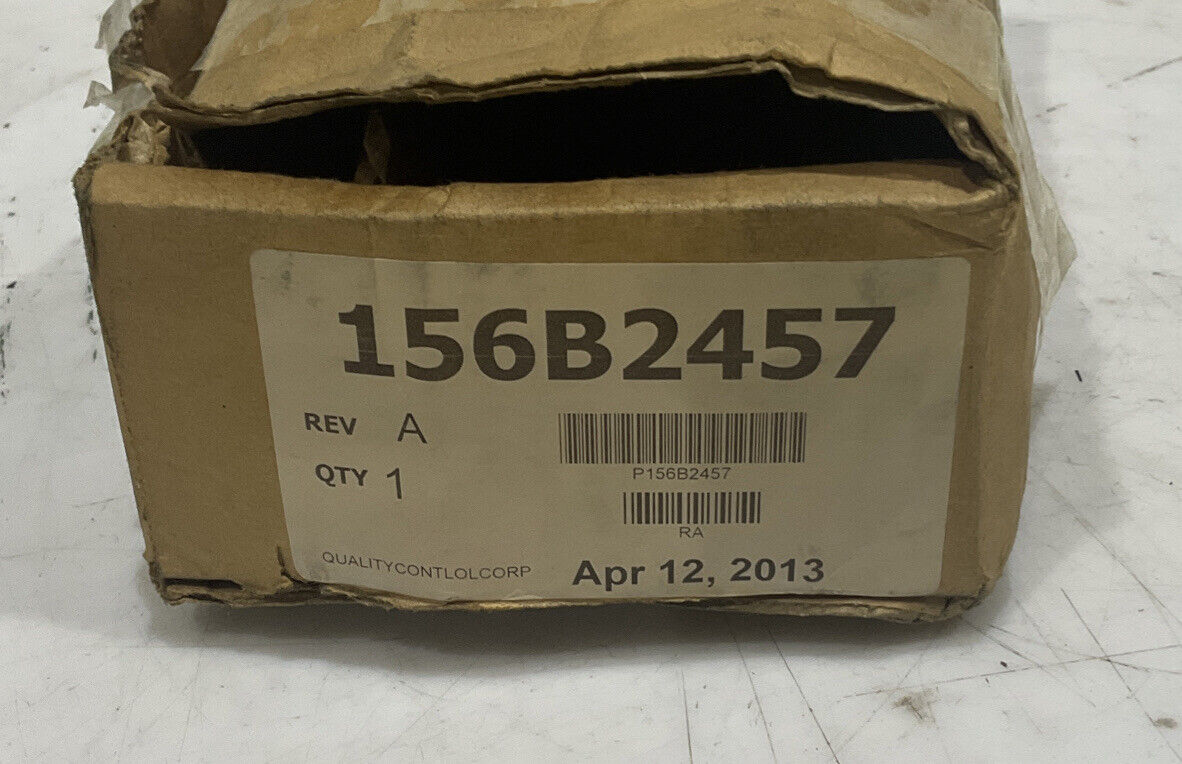 156B2457
REV A
P156B2457
QTY 1
RA
QUALITYCONTLOLCORP
Apr 12, 2013